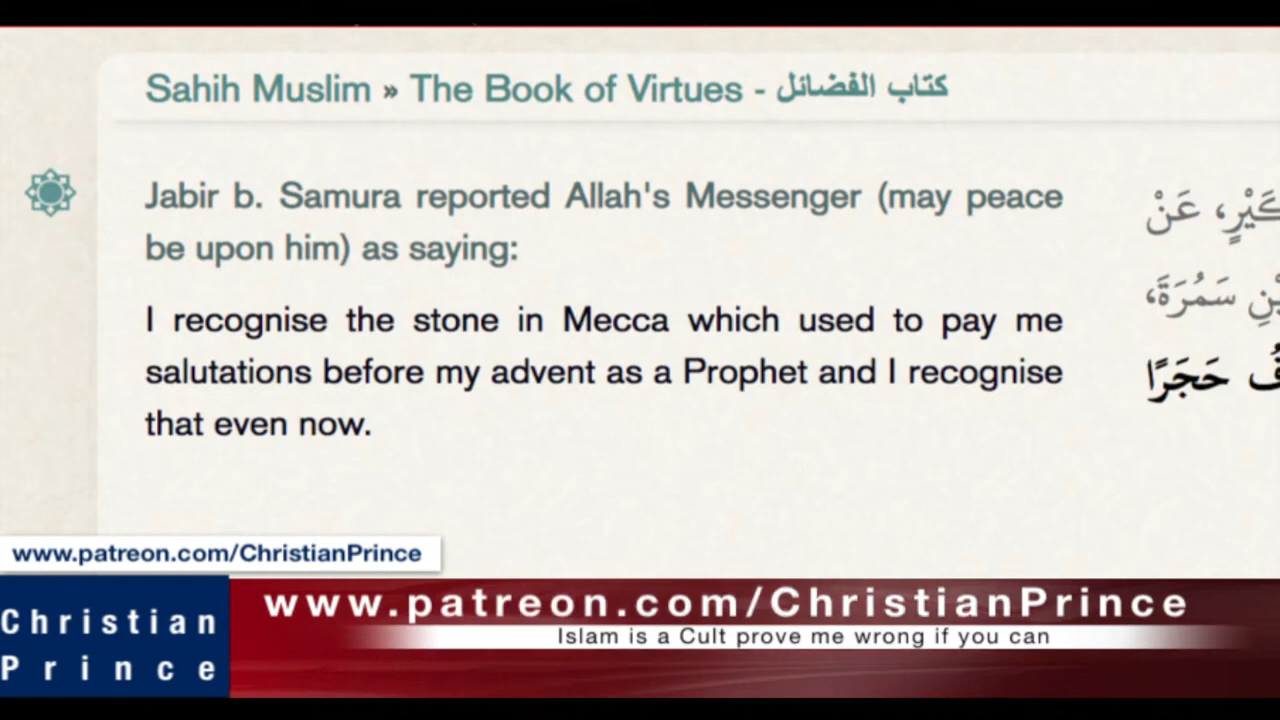 Sahih Muslim » The Book of Virtues - كتاب الفضائل
Jabir b. Samura reported Allah's Messenger (may peace
be upon him) as saying:
I recognise the stone in Mecca which used to pay me
salutations before my advent as a Prophet and I recognise
that even now.
عَنْ
سَمُرَةَ،
حَجَرًا
www.patreon.com/ChristianPrince
Christian
Prince
www.patreon.com/ChristianPrince
Islam is a Cult prove me wrong if you can